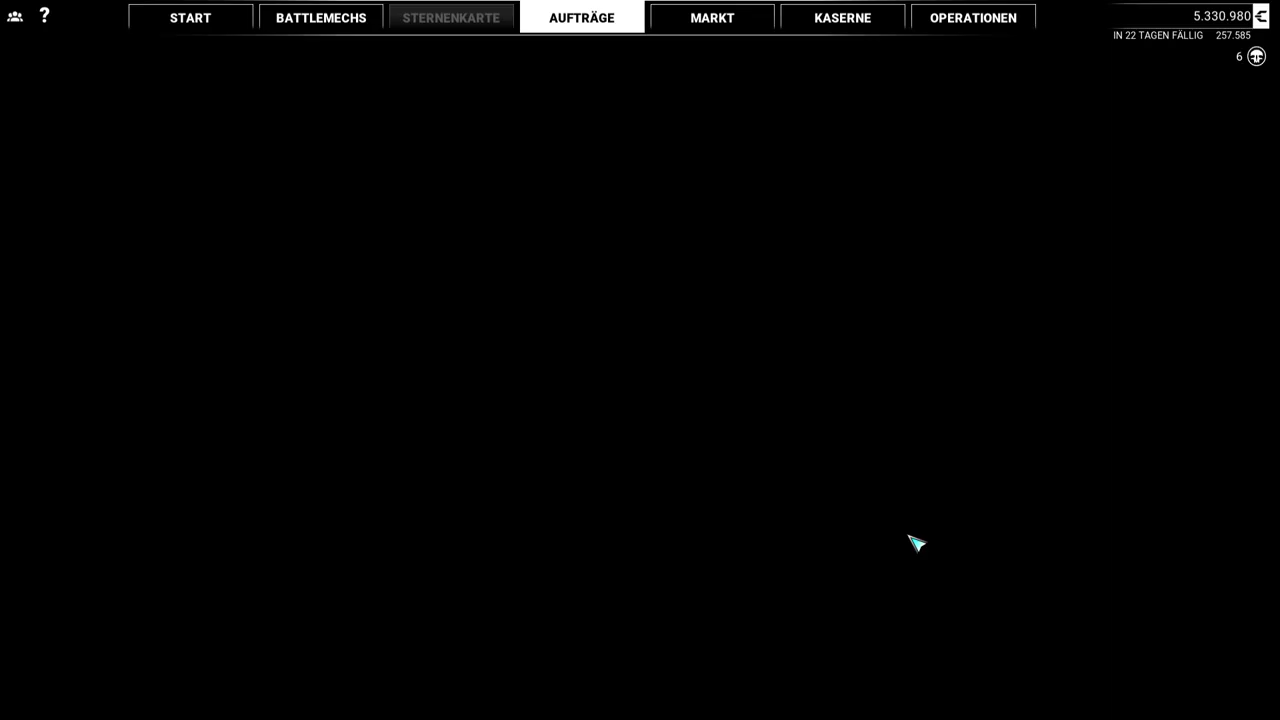 ?
START
BATTLEMECHS
STERNENKARTE
AUFTRÄGE
MARKT
KASERNE
OPERATIONEN
5.330.980
IN 22 TAGEN FÄLLIG 257.585
6